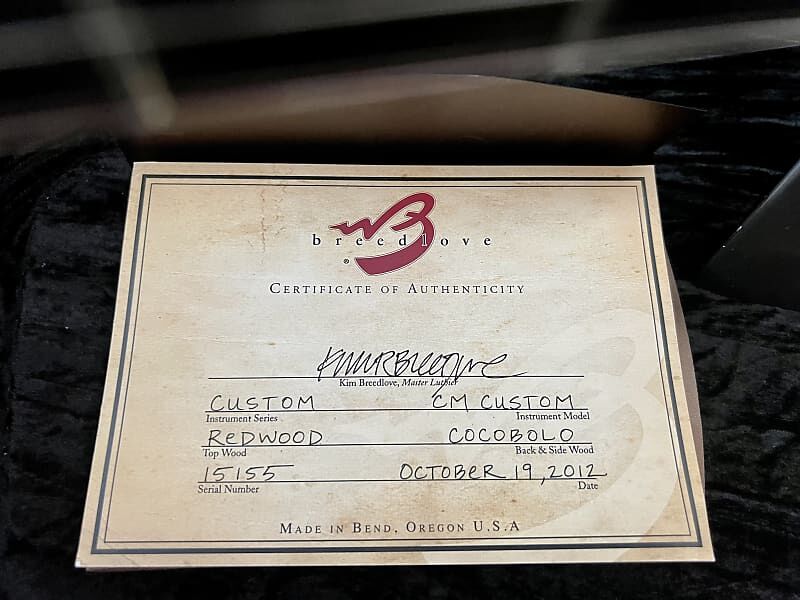 breedlove
®
CERTIFICATE OF AUTHENTICITY
KimRBreedlove
Kim Breedlove, Master Luthier
CUSTOM CM CUSTOM
Instrument Series Instrument Model
REDWOOD COCOBOLO
Top Wood Back & Side Wood
15155 OCTOBER 19, 2012
Serial Number Date
MADE IN BEND, OREGON U.S.A